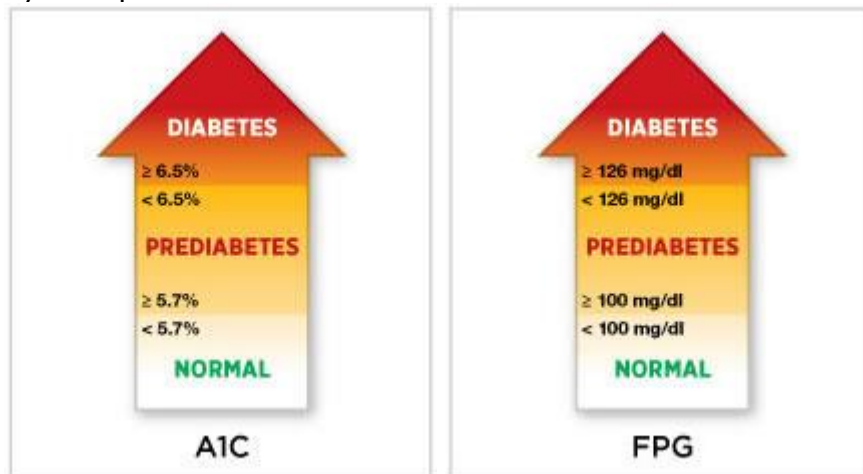 DIABETES
≥ 6.5%
< 6.5%
PREDIABETES
≥ 5.7%
< 5.7%
NORMAL
A1C
DIABETES
≥ 126 mg/dl
< 126 mg/dl
PREDIABETES
≥ 100 mg/dl
< 100 mg/dl
NORMAL
FPG